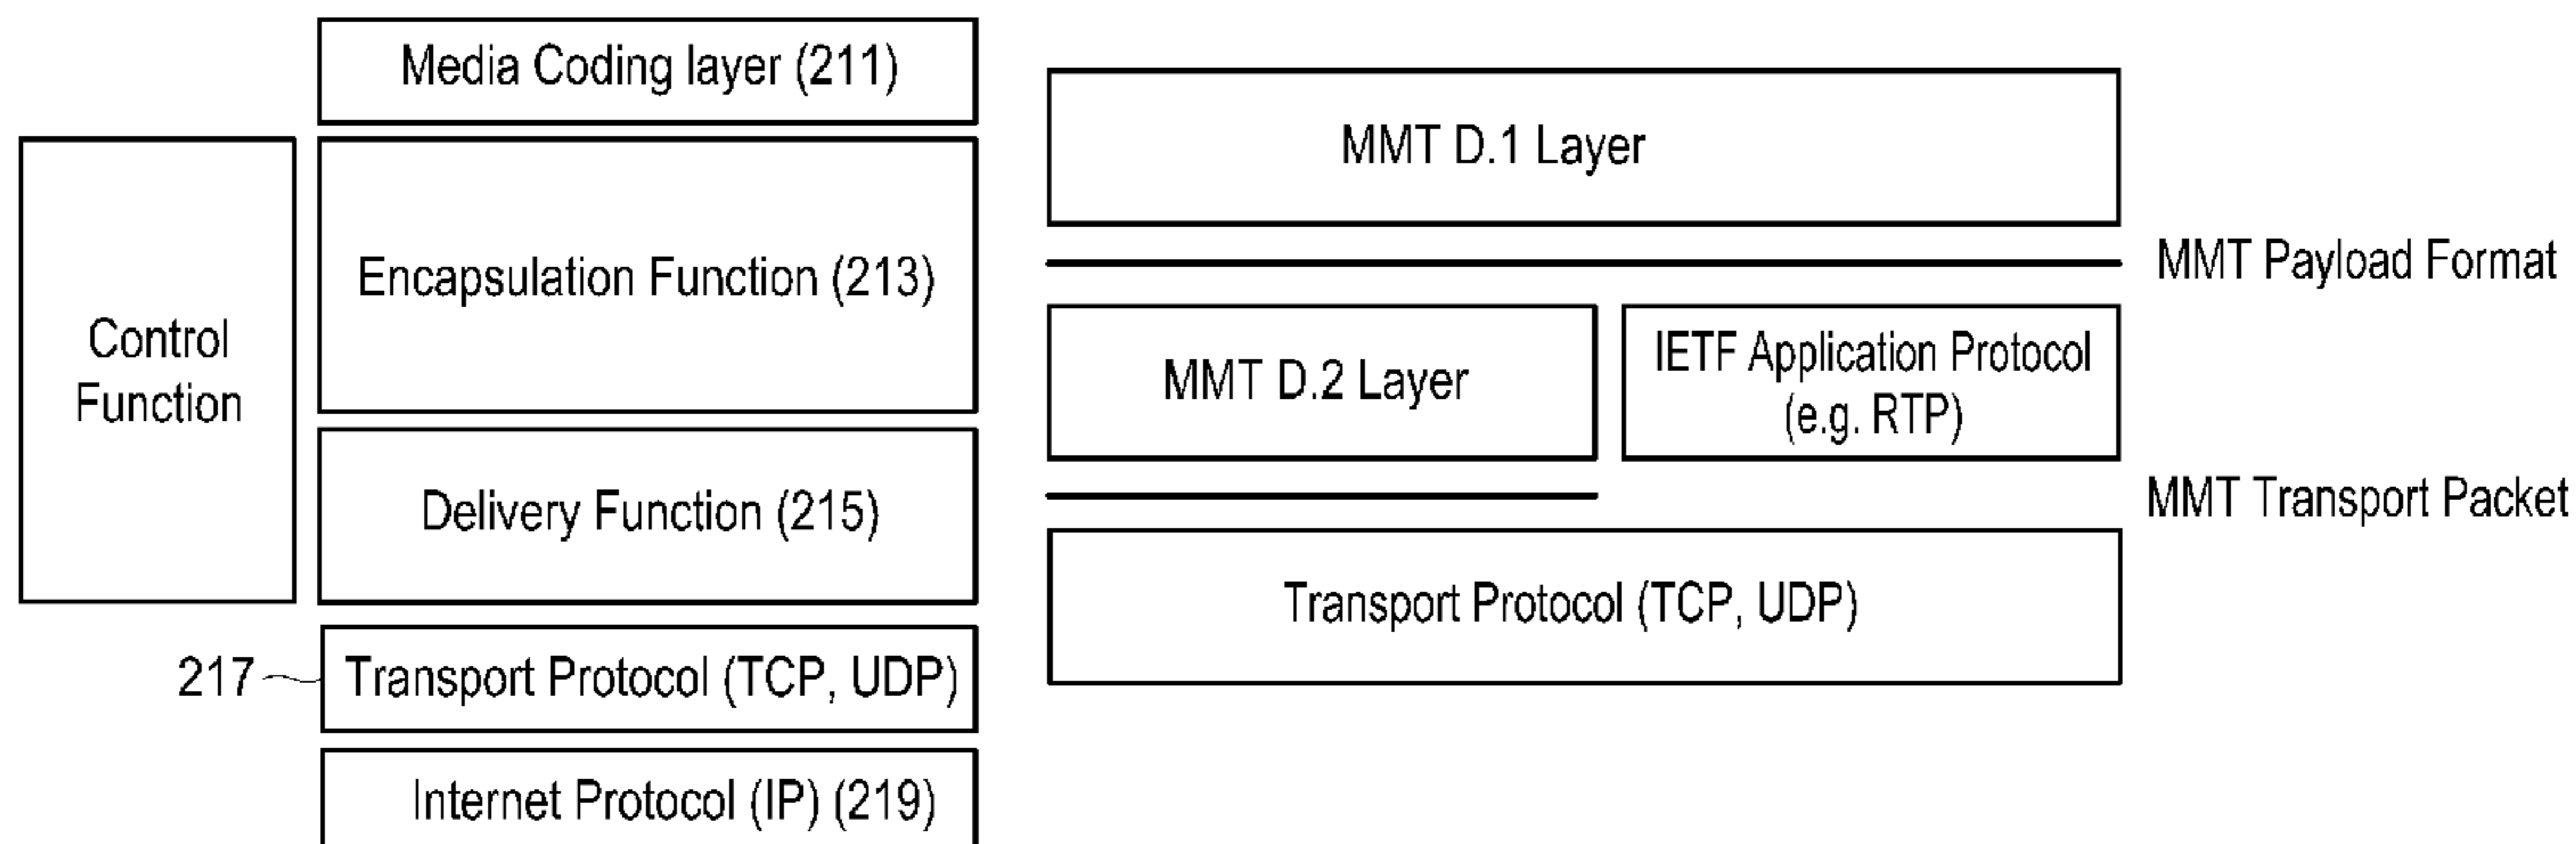 Media Coding layer (211)
Control
Function
Encapsulation Function (213)
Delivery Function (215)
217
Transport Protocol (TCP, UDP)
Internet Protocol (IP) (219)
MMT D.1 Layer
MMT Payload Format
MMT D.2 Layer
IETF Application Protocol
(e.g. RTP)
MMT Transport Packet
Transport Protocol (TCP, UDP)